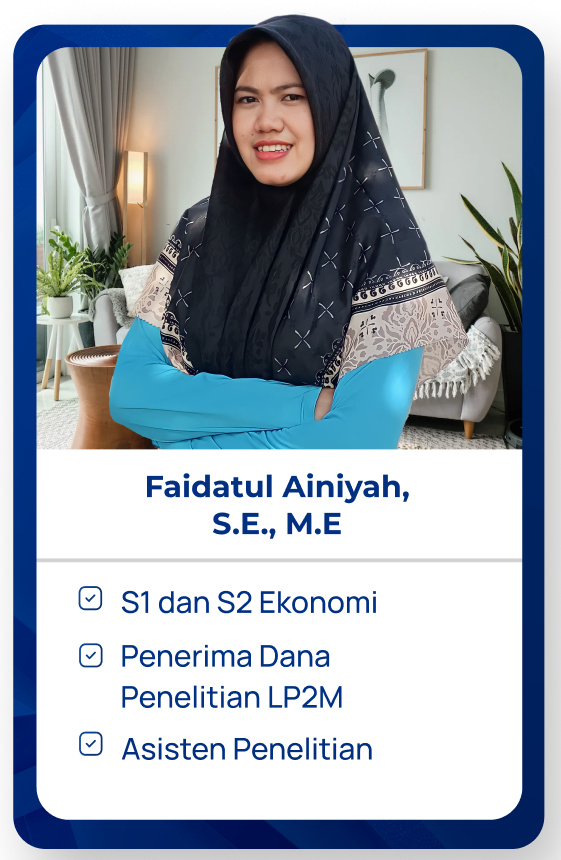 Faidatul Ainiyah,
S.E., M.E
S1 dan S2 Ekonomi
Penerima Dana
Penelitian LP2M
Asisten Penelitian